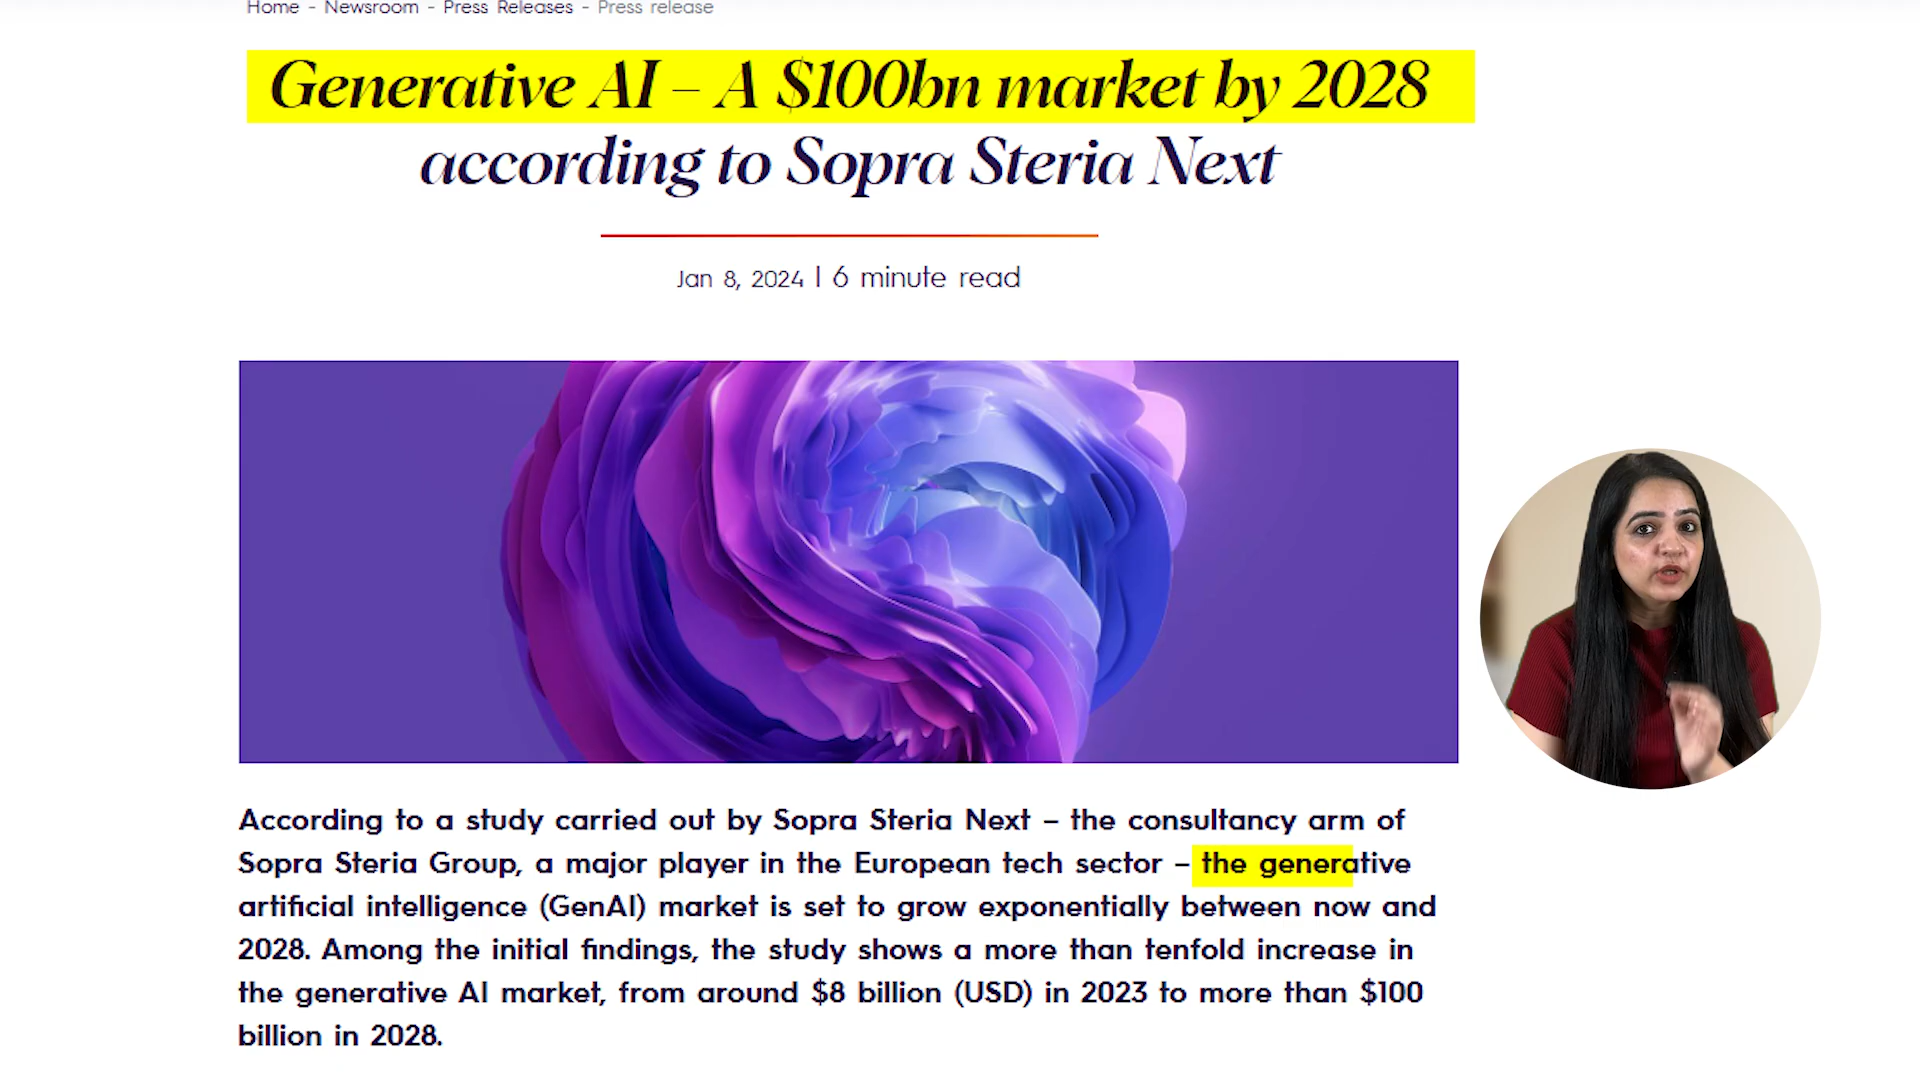 Home - Newsroom - Press Releases - Press release
Generative AI – A $100bn market by 2028
according to Sopra Steria Next
Jan 8, 2024 | 6 minute read
According to a study carried out by Sopra Steria Next – the consultancy arm of
Sopra Steria Group, a major player in the European tech sector – the generative
artificial intelligence (GenAI) market is set to grow exponentially between now and
2028. Among the initial findings, the study shows a more than tenfold increase in
the generative AI market, from around $8 billion (USD) in 2023 to more than $100
billion in 2028.